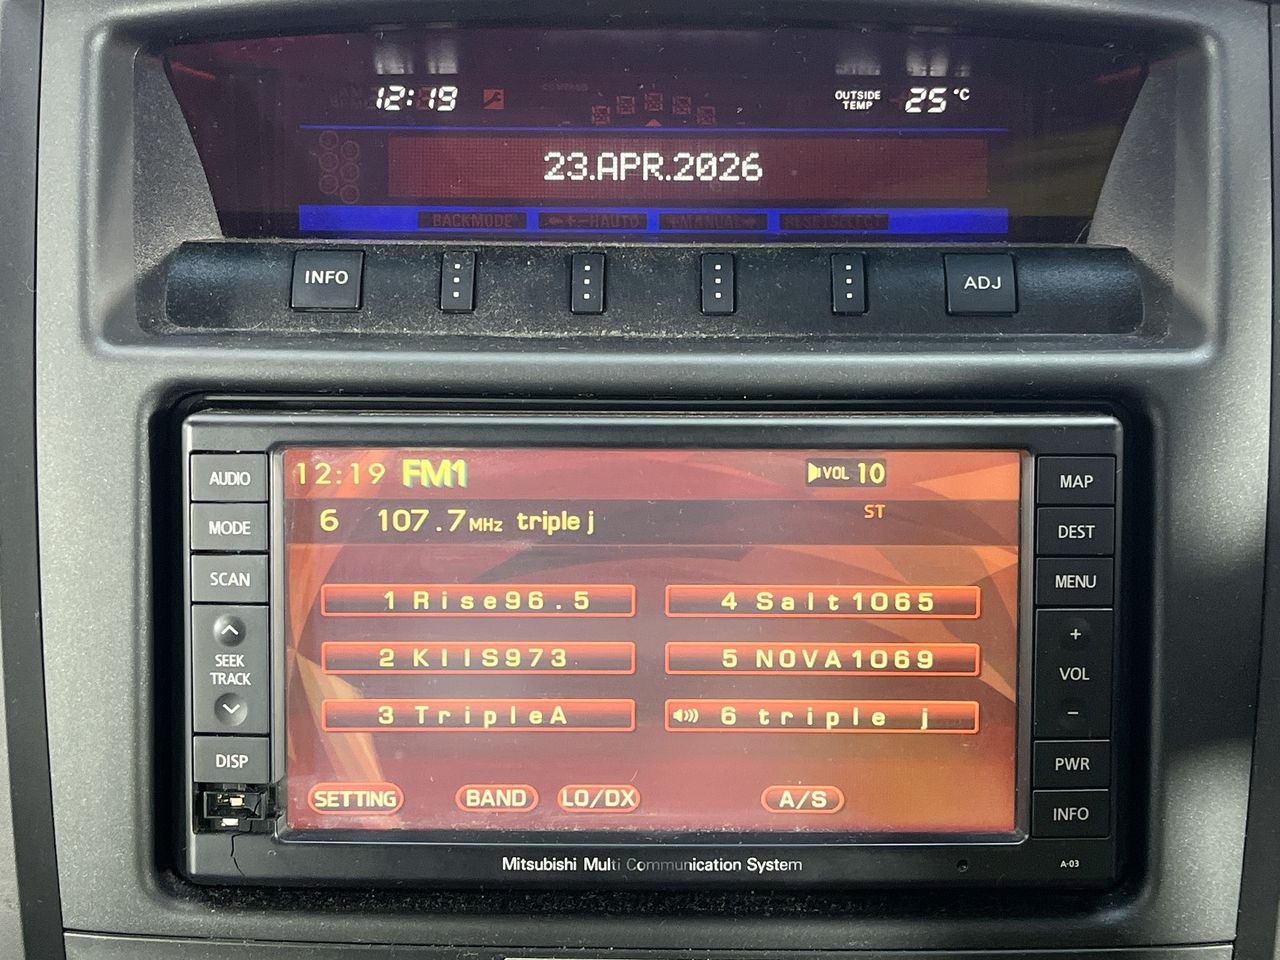 12:19 OUTSIDE TEMP 25 °C
23.APR.2026
BACKMODE
INFO ADJ
AUDIO
MODE
SCAN
SEEK
TRACK
DISP
12:19 FM1 VOL 10
6 107.7MHz triple j ST
1 Rise96.5 4 Salt1065
2 KIIS973 5 NOVA1069
3 TripleA 6 triple j
SETTING BAND LO/DX A/S
MAP
DEST
MENU
+
VOL
−
PWR
INFO
Mitsubishi Multi Communication System A-03